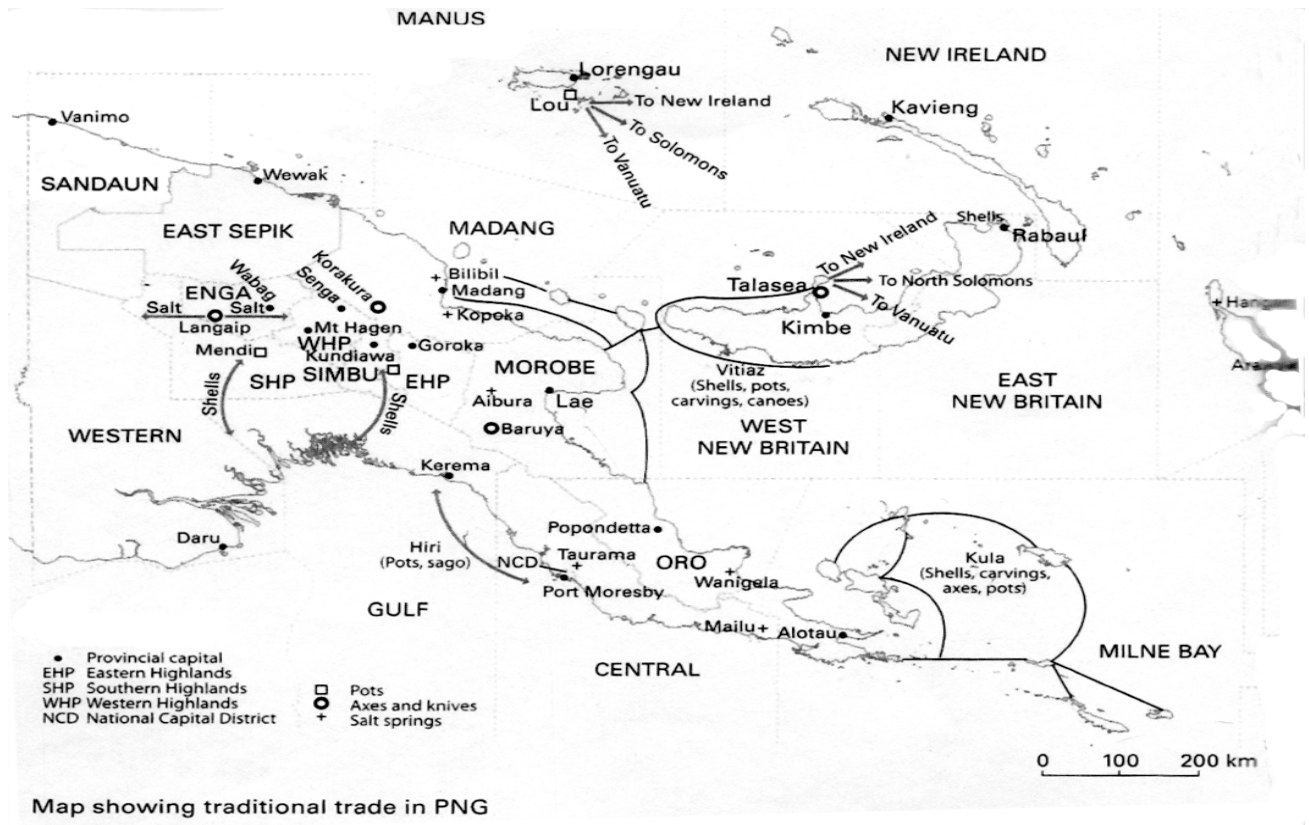 MANUS
NEW IRELAND
Lorengau
Lou
To New Ireland
To Solomons
To Vanuatu
Kavieng
Vanimo
Wewak
SANDAUN
EAST SEPIK
MADANG
Shells
Rabaul
To New Ireland
Talasea
To North Solomons
To Vanuatu
Kimbe
Korakura
Senga
Wabag
Bilibil
Madang
Kopoka
ENGA
Salt
Salt
Langaip
Mt Hagen
WHP
Kundiawa
Goroka
Mendi
SHP
SIMBU
EHP
MOROBE
Vitiaz
(Shells, pots,
carvings, canoes)
Shells
Shells
Aibura
Lae
Baruya
EAST
NEW BRITAIN
WEST
NEW BRITAIN
WESTERN
Kerema
Daru
Hiri
(Pots, sago)
Popondetta
NCD
Taurama
ORO
Wanigela
Port Moresby
Kula
(Shells, carvings,
axes, pots)
GULF
Mailu
Alotau
CENTRAL
MILNE BAY
Provincial capital
EHP Eastern Highlands
SHP Southern Highlands
WHP Western Highlands
NCD National Capital District
Pots
Axes and knives
Salt springs
0 100 200 km
Map showing traditional trade in PNG